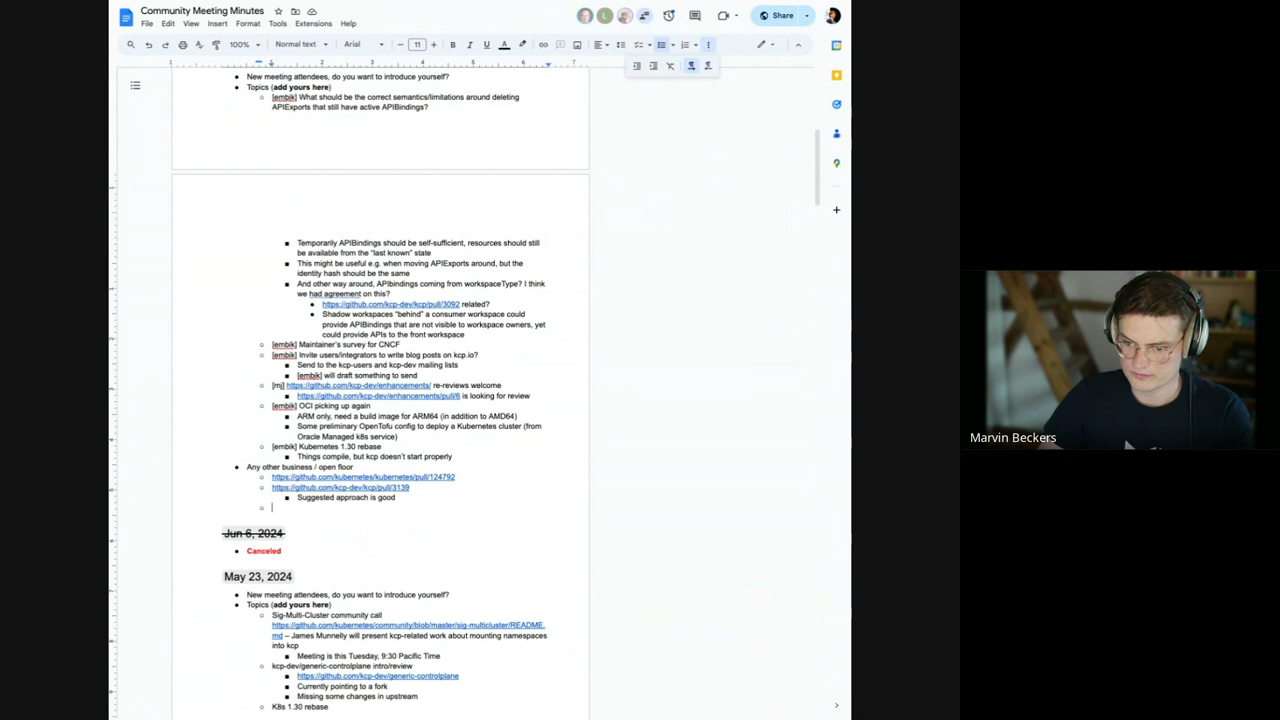 Community Meeting Minutes
File Edit View Insert Format Tools Extensions Help
Share
100% Normal text Arial 11
B I U A
1 1 2 3 4 5 6 7
New meeting attendees, do you want to introduce yourself?
Topics (add yours here)
[embik] What should be the correct semantics/limitations around deleting
APIExports that still have active APIBindings?
Temporarily APIBindings should be self-sufficient, resources should still
be available from the “last known” state
This might be useful e.g. when moving APIExports around, but the
identity hash should be the same
And other way around, APIbindings coming from workspaceType? I think
we had agreement on this?
https://github.com/kcp-dev/kcp/pull/3092 related?
Shadow workspaces “behind” a consumer workspace could
provide APIBindings that are not visible to workspace owners, yet
could provide APIs to the front workspace
[embik] Maintainer's survey for CNCF
[embik] Invite users/integrators to write blog posts on kcp.io?
Send to the kcp-users and kcp-dev mailing lists
[embik] will draft something to send
[mj] https://github.com/kcp-dev/enhancements/ re-reviews welcome
https://github.com/kcp-dev/enhancements/pull/6 is looking for review
[embik] OCI picking up again
ARM only, need a build image for ARM64 (in addition to AMD64)
Some preliminary OpenTofu config to deploy a Kubernetes cluster (from
Oracle Managed k8s service)
[embik] Kubernetes 1.30 rebase
Things compile, but kcp doesn't start properly
Any other business / open floor
https://github.com/kubernetes/kubernetes/pull/124792
https://github.com/kcp-dev/kcp/pull/3139
Suggested approach is good
Jun 6, 2024
Canceled
May 23, 2024
New meeting attendees, do you want to introduce yourself?
Topics (add yours here)
Sig-Multi-Cluster community call
https://github.com/kubernetes/community/blob/master/sig-multicluster/README.
md – James Munnelly will present kcp-related work about mounting namespaces
into kcp
Meeting is this Tuesday, 9:30 Pacific Time
kcp-dev/generic-controlplane intro/review
https://github.com/kcp-dev/generic-controlplane
Currently pointing to a fork
Missing some changes in upstream
K8s 1.30 rebase
Marvin Beckers